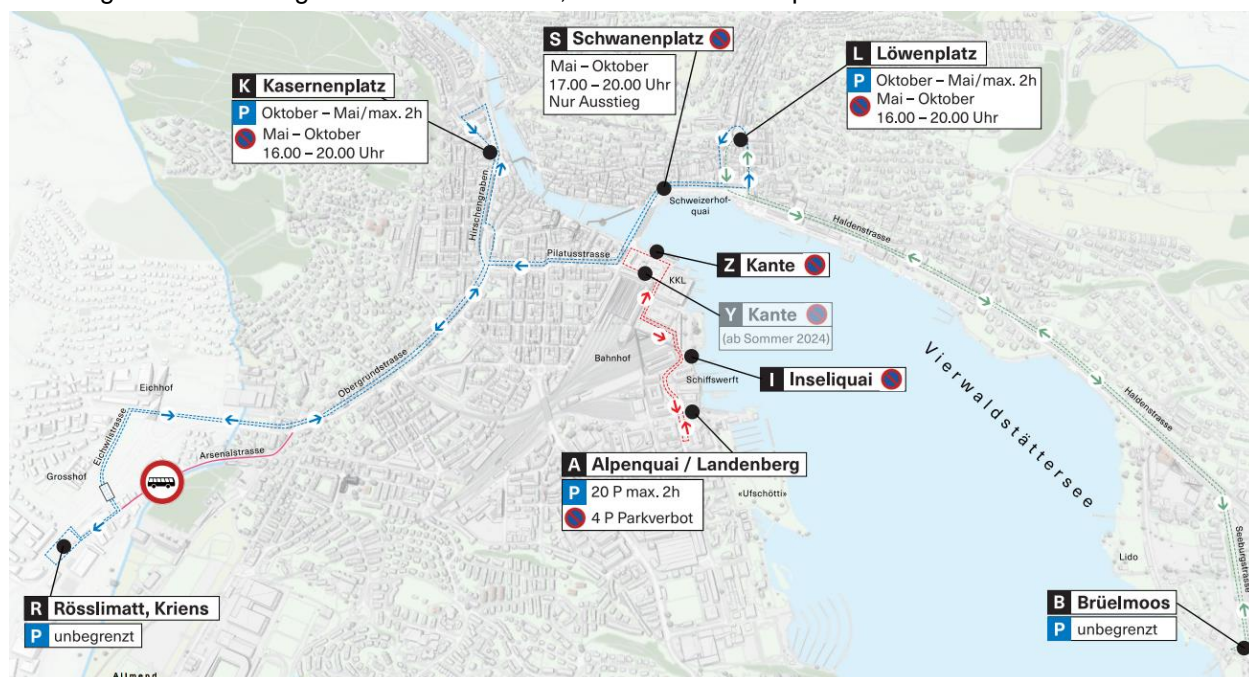 S Schwanenplatz
Mai – Oktober
17.00 – 20.00 Uhr
Nur Ausstieg
L Löwenplatz
P Oktober – Mai/max. 2h
Mai – Oktober
16.00 – 20.00 Uhr
K Kasernenplatz
P Oktober – Mai/max. 2h
Mai – Oktober
16.00 – 20.00 Uhr
Hirschengraben
Schweizerhof-
quai
Haldenstrasse
Pilatusstrasse
Z Kante
KKL
Y Kante
(ab Sommer 2024)
Bahnhof
I Inseliquai
Schiffswerft
Vierwaldstättersee
Haldenstrasse
Obergrundstrasse
Eichhof
Eichwilstrasse
Arsenalstrasse
Grosshof
A Alpenquai / Landenberg
P 20 P max. 2h
4 P Parkverbot
«Ufschötti»
Lido
Seeburgstrasse
R Rösslimatt, Kriens
P unbegrenzt
B Brüelmoos
P unbegrenzt
Allmend